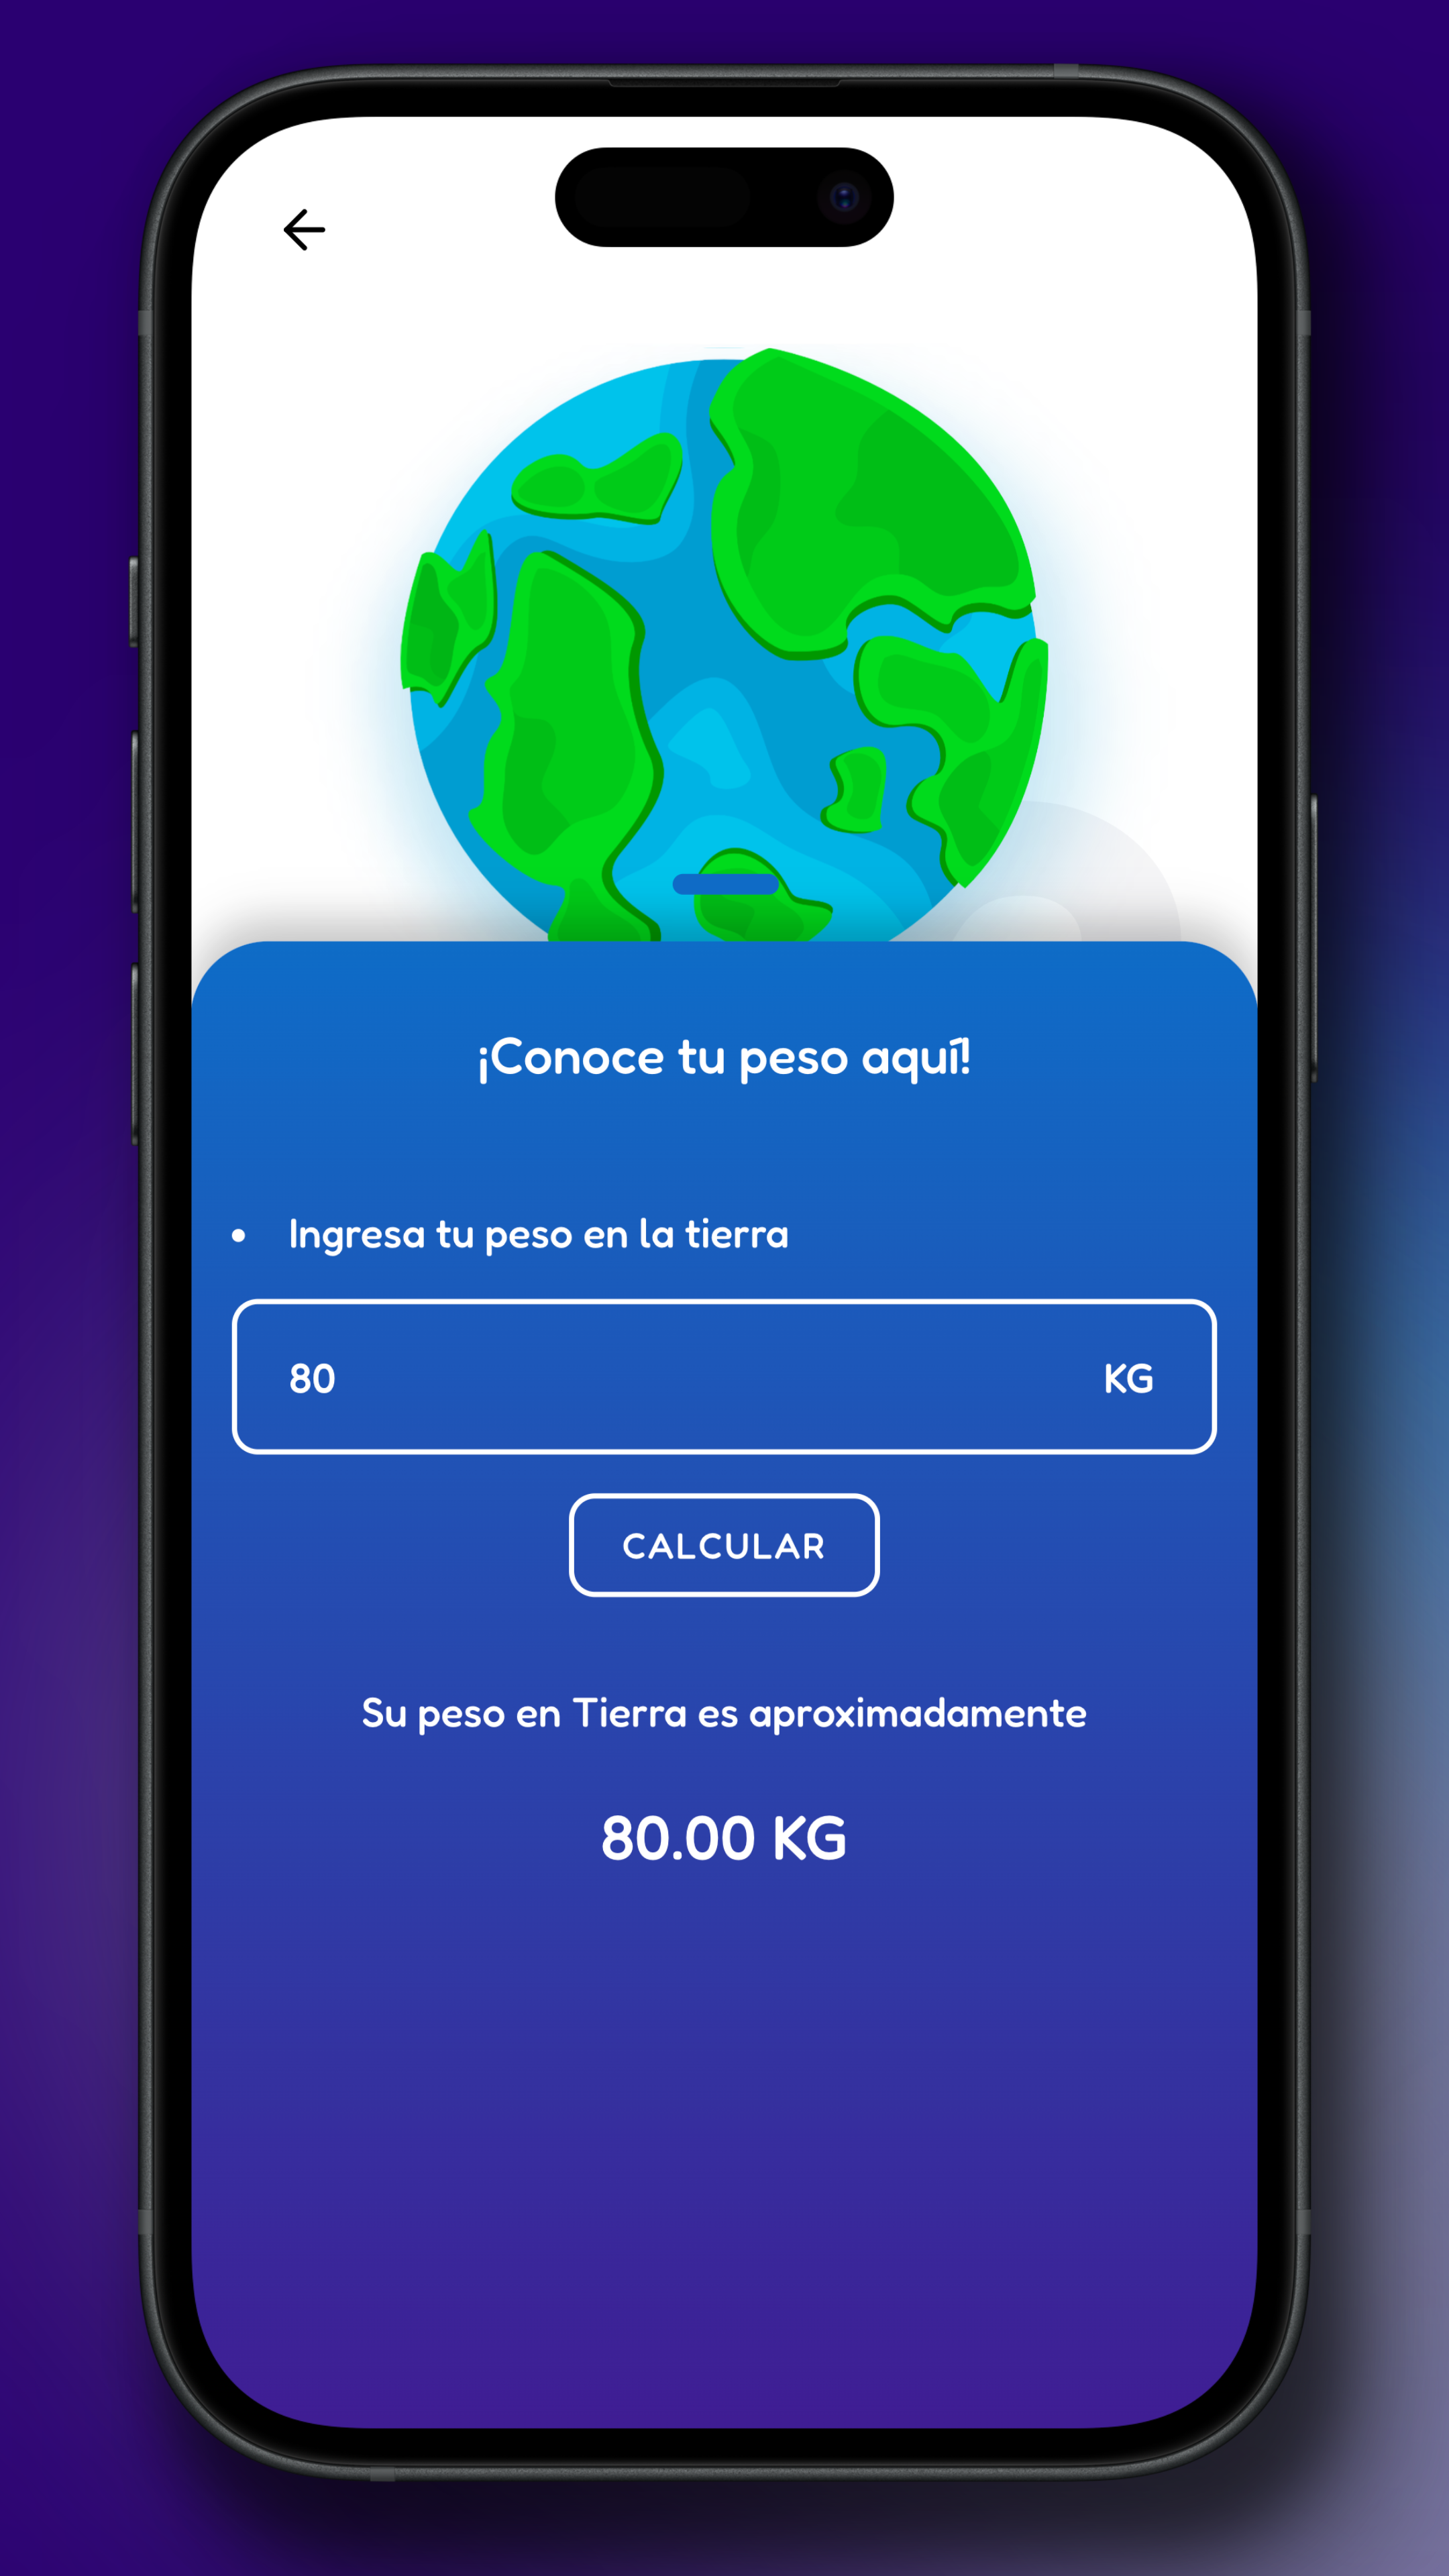 ¡Conoce tu peso aquí!
• Ingresa tu peso en la tierra
80 KG
CALCULAR
Su peso en Tierra es aproximadamente
80.00 KG